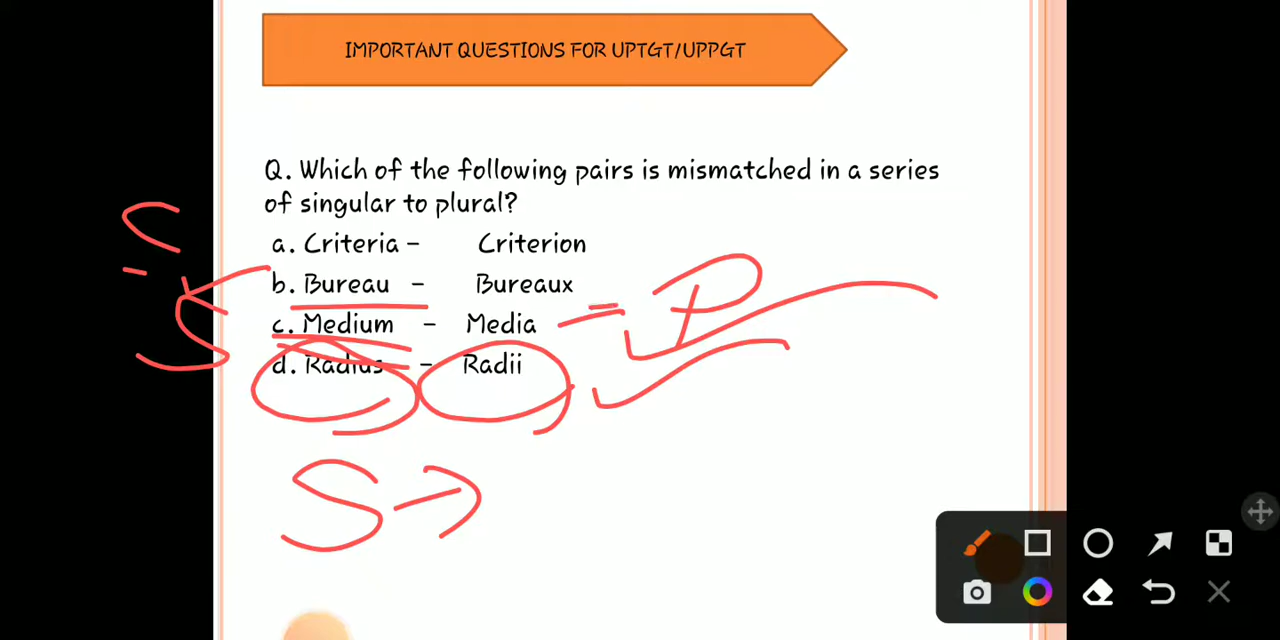 IMPORTANT QUESTIONS FOR UPTGT/UPPGT
Q. Which of the following pairs is mismatched in a series
of singular to plural?
a. Criteria – Criterion
b. Bureau – Bureaux
c. Medium – Media
d. Radius – Radii
P
S
S